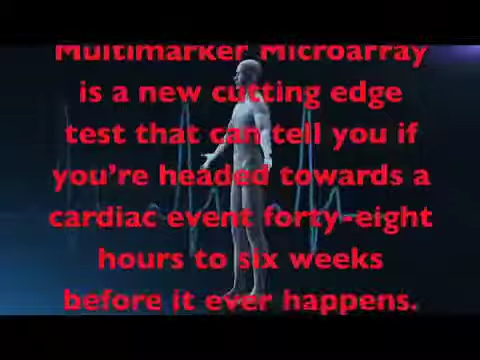 Multimarker Microarray
is a new cutting edge
test that can tell you if
you're headed towards a
cardiac event forty-eight
hours to six weeks
before it ever happens.